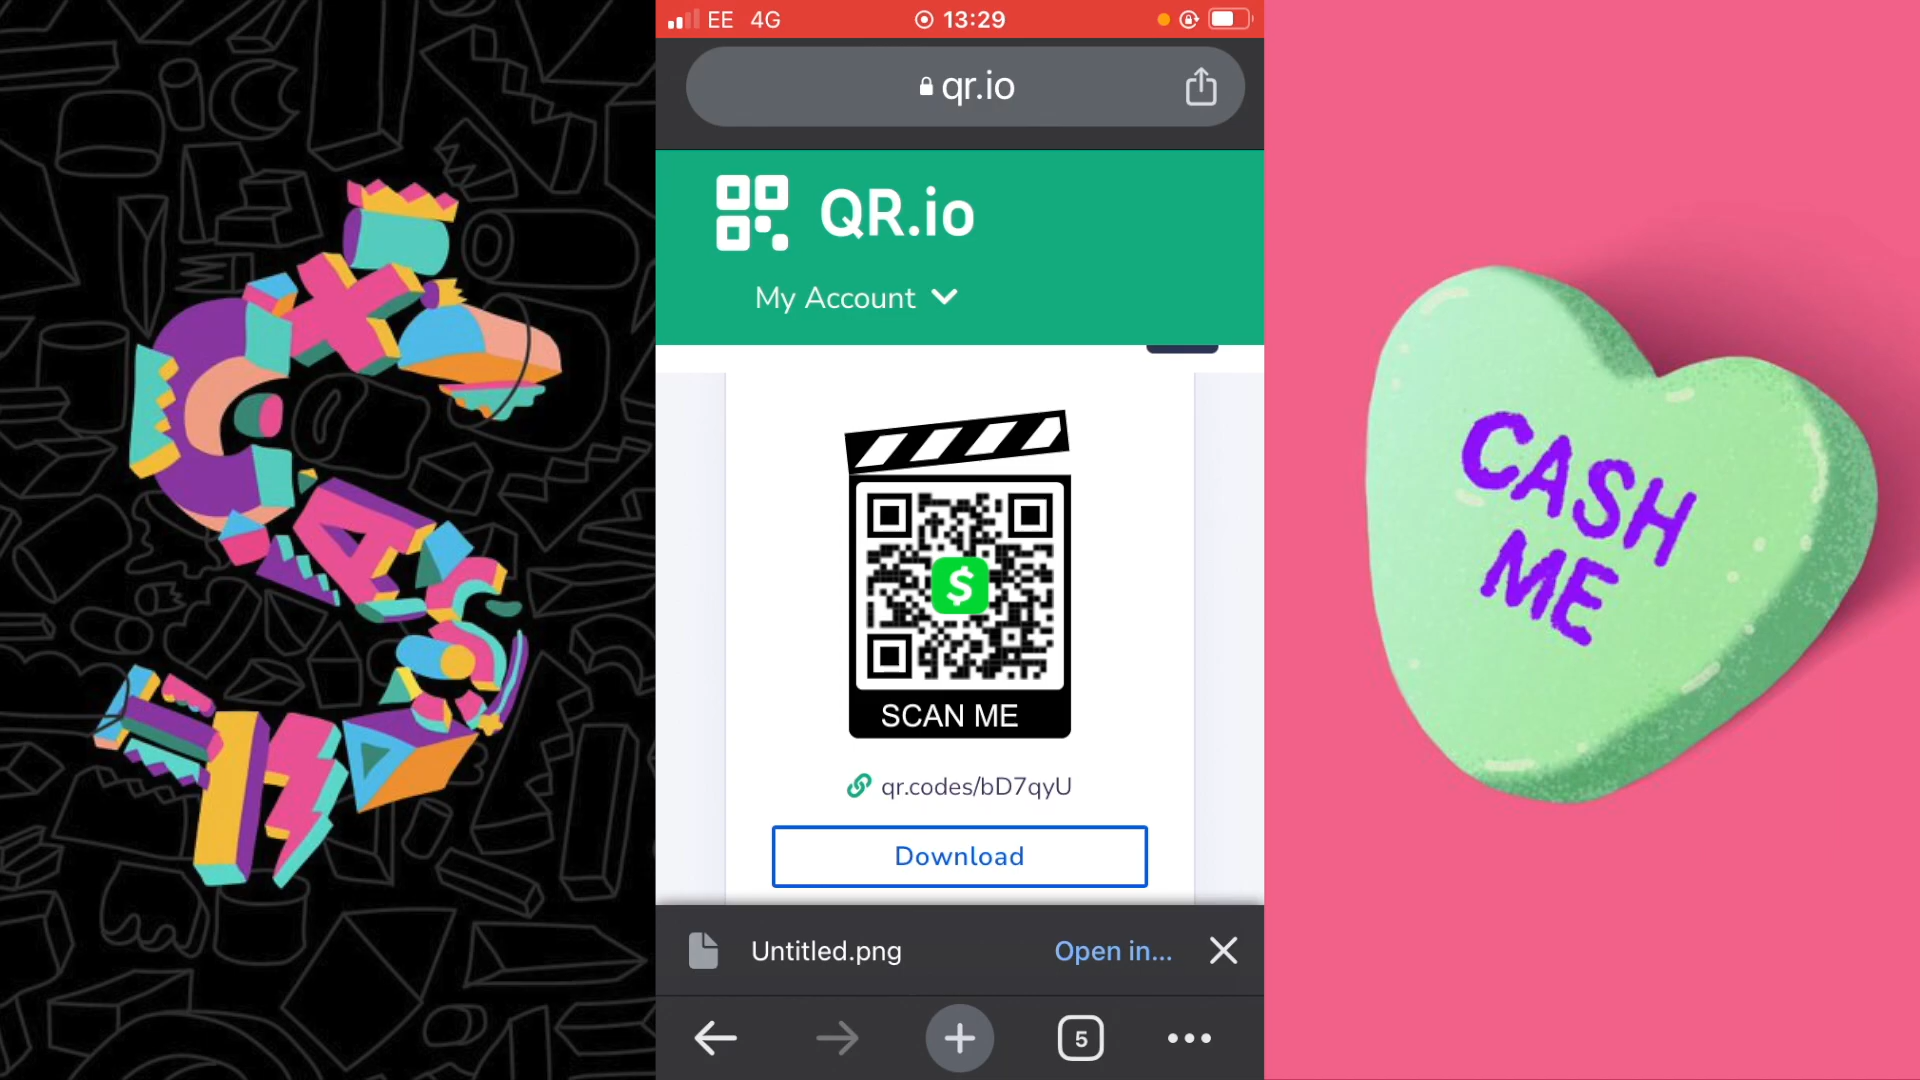 EE 4G 13:29
qr.io
QR.io
My Account
$
SCAN ME
qr.codes/bD7qyU
Download
Untitled.png Open in...
5
CASH
CASH
ME